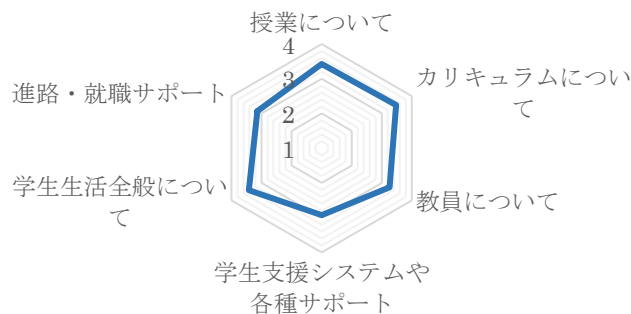 授業について
4
3
2
1
カリキュラムについ
て
教員について
学生支援システムや
各種サポート
学生生活全般につい
て
進路・就職サポート